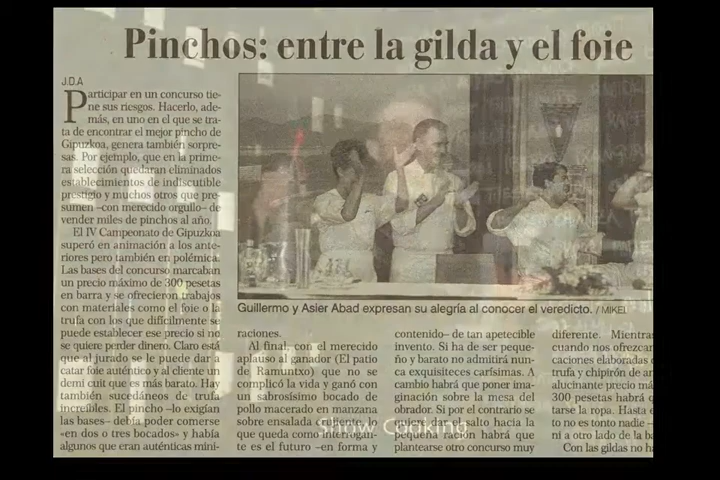 Pinchos: entre la gilda y el foie
J.D.A
Participar en un concurso tie-
ne sus riesgos. Hacerlo, ade-
más, en uno en el que se tra-
ta de encontrar el mejor pincho de
Gipuzkoa, genera también sorpre-
sas. Por ejemplo, que en la prime-
ra selección quedaran eliminados
establecimientos de indiscutible
prestigio y muchos otros que pre-
sumen –con merecido orgullo– de
vender miles de pinchos al año.
El IV Campeonato de Gipuzkoa
superó en animación a los ante-
riores pero también en polémica.
Las bases del concurso marcaban
un precio máximo de 300 pesetas
en barra y se ofrecieron trabajos
con materiales como el foie o la
trufa con los que difícilmente se
puede establecer ese precio si no
se quiere perder dinero. Claro está
que al jurado se le puede dar a
catar foie auténtico y al cliente un
demi cuit que es más barato. Hay
también sucedáneos de trufa
increíbles. El pincho –lo exigían
las bases– debía poder comerse
«en dos o tres bocados» y había
algunos que eran auténticas mini-
Guillermo y Asier Abad expresan su alegría al conocer el veredicto. / MIKEL
raciones.
Al final, con el merecido
aplauso al ganador (El patio
de Ramuntxo) que no se
complicó la vida y ganó con
un sabrosísimo bocado de
pollo macerado en manzana
sobre ensalada caliente, lo
que queda como interrogan-
te es el futuro –en forma y
contenido– de tan apetecible
invento. Si ha de ser peque-
ño y barato no admitirá nun-
ca exquisiteces carísimas. A
cambio habrá que poner ima-
ginación sobre la mesa del
obrador. Si por el contrario se
quiere dar el salto hacia la
pequeña ración habrá que
plantearse otro concurso muy
diferente. Mientras
cuando nos ofrezcan
caciones elaboradas
trufa y chipirón de an
alucinante precio má
300 pesetas habrá q
tarse la ropa. Hasta e
to no es tonto nadie –
ni a otro lado de la ba
Con las gildas no ha
Show Cooking